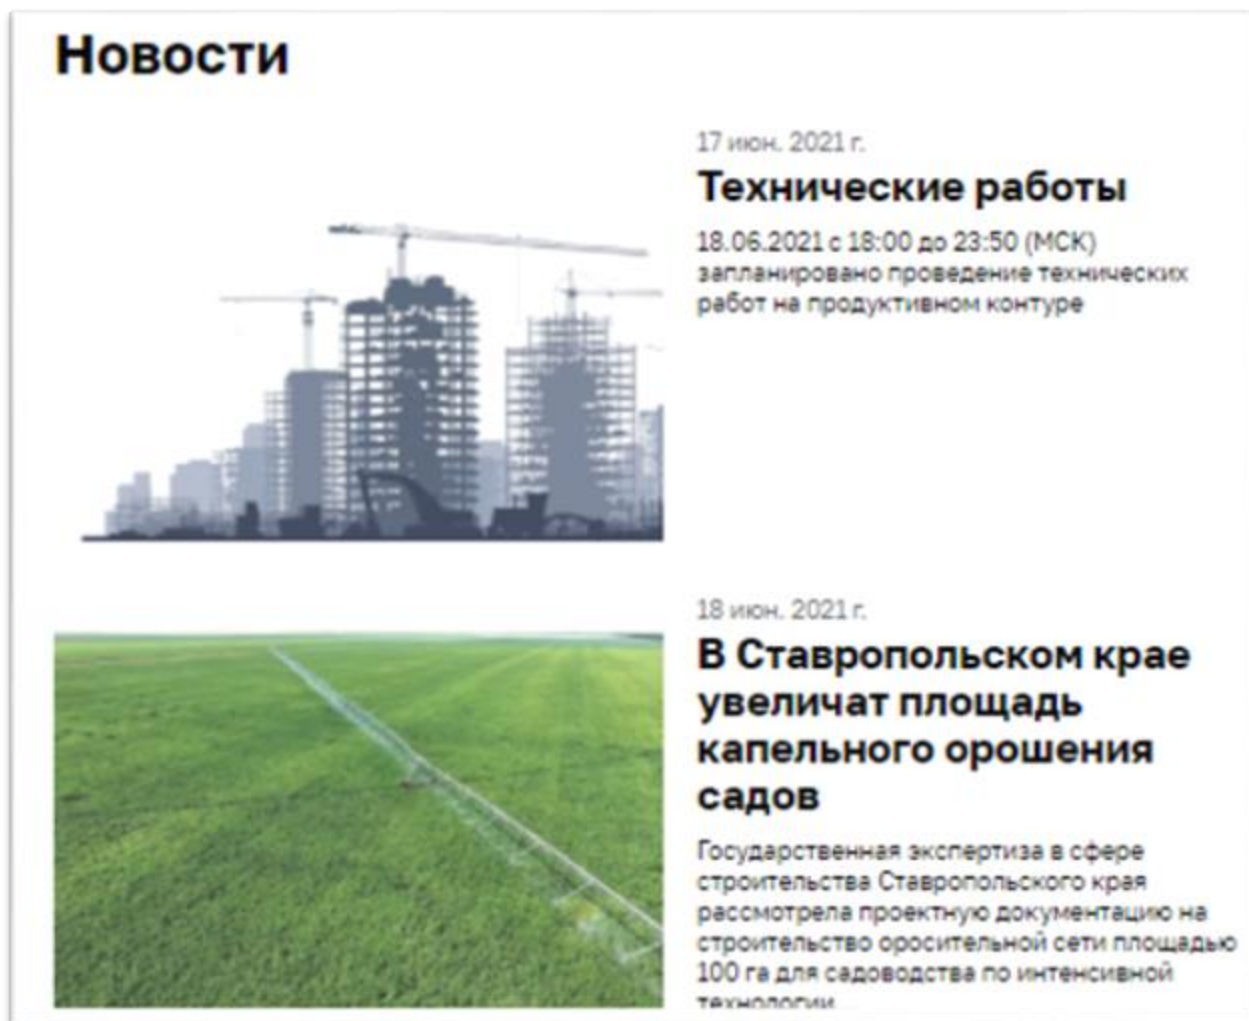 Новости
17 июн. 2021 г.
Технические работы
18.06.2021 с 18:00 до 23:50 (МСК)
запланировано проведение технических
работ на продуктивном контуре
18 июн. 2021 г.
В Ставропольском крае
увеличат площадь
капельного орошения
садов
Государственная экспертиза в сфере
строительства Ставропольского края
рассмотрела проектную документацию на
строительство оросительной сети площадью
100 га для садоводства по интенсивной
технологии...